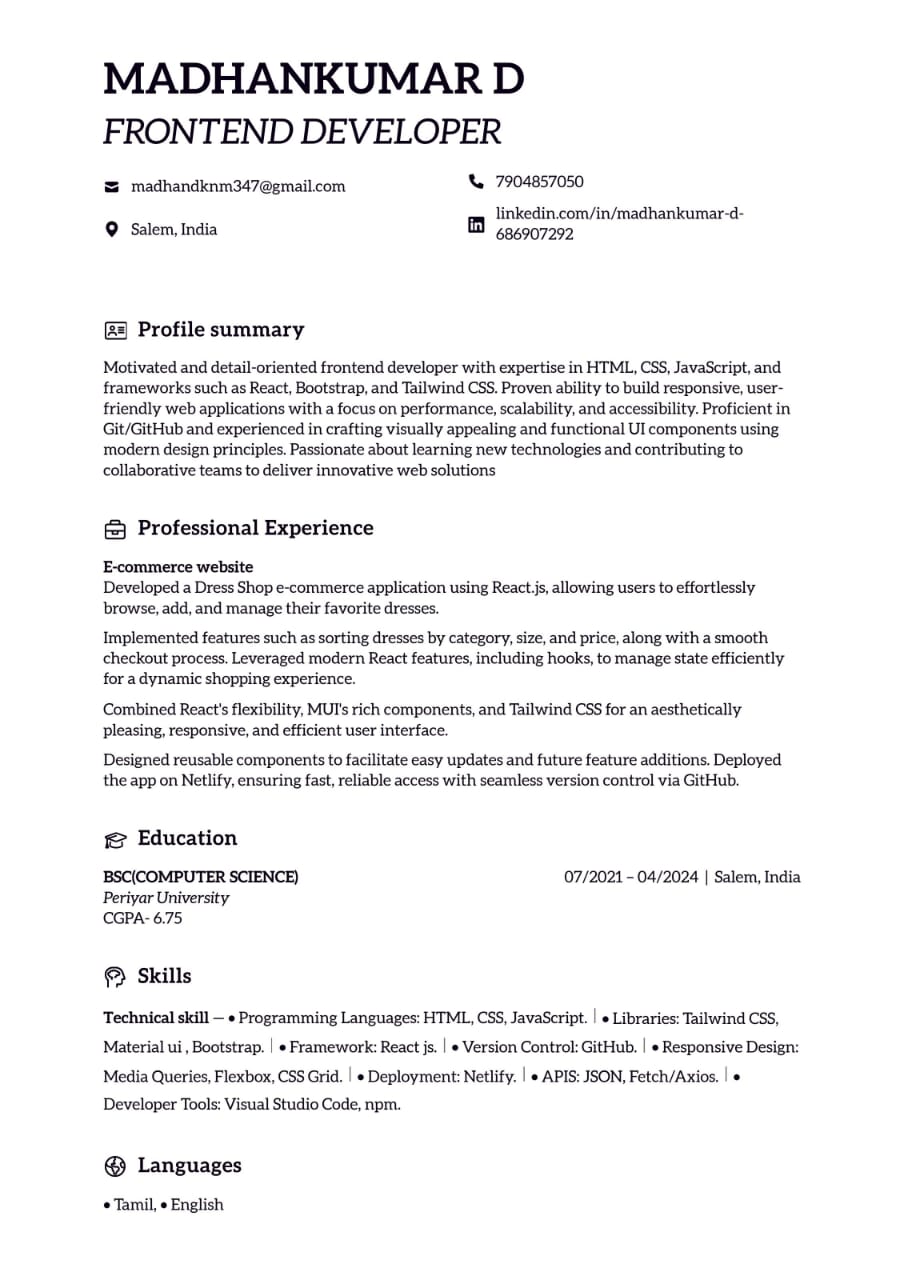 MADHANKUMAR D
FRONTEND DEVELOPER
madhandknm347@gmail.com
7904857050
Salem, India
linkedin.com/in/madhankumar-d-
686907292
Profile summary
Motivated and detail-oriented frontend developer with expertise in HTML, CSS, JavaScript, and
frameworks such as React, Bootstrap, and Tailwind CSS. Proven ability to build responsive, user-
friendly web applications with a focus on performance, scalability, and accessibility. Proficient in
Git/GitHub and experienced in crafting visually appealing and functional UI components using
modern design principles. Passionate about learning new technologies and contributing to
collaborative teams to deliver innovative web solutions
Professional Experience
E-commerce website
Developed a Dress Shop e-commerce application using React.js, allowing users to effortlessly
browse, add, and manage their favorite dresses.
Implemented features such as sorting dresses by category, size, and price, along with a smooth
checkout process. Leveraged modern React features, including hooks, to manage state efficiently
for a dynamic shopping experience.
Combined React's flexibility, MUI's rich components, and Tailwind CSS for an aesthetically
pleasing, responsive, and efficient user interface.
Designed reusable components to facilitate easy updates and future feature additions. Deployed
the app on Netlify, ensuring fast, reliable access with seamless version control via GitHub.
Education
BSC(COMPUTER SCIENCE) 07/2021 – 04/2024 | Salem, India
Periyar University
CGPA- 6.75
Skills
Technical skill — • Programming Languages: HTML, CSS, JavaScript. | • Libraries: Tailwind CSS,
Material ui , Bootstrap. | • Framework: React js. | • Version Control: GitHub. | • Responsive Design:
Media Queries, Flexbox, CSS Grid. | • Deployment: Netlify. | • APIS: JSON, Fetch/Axios. | •
Developer Tools: Visual Studio Code, npm.
Languages
• Tamil, • English